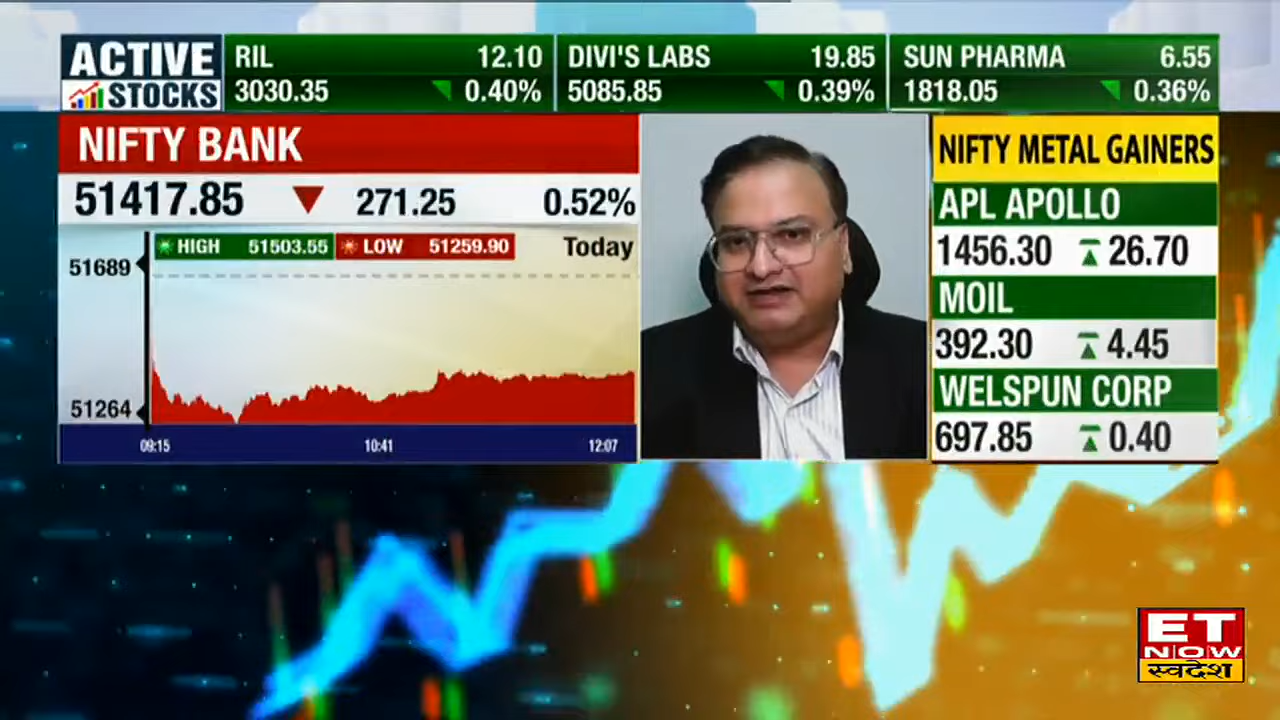 ACTIVE
STOCKS
RIL 12.10
3030.35 0.40%
DIVI'S LABS 19.85
5085.85 0.39%
SUN PHARMA 6.55
1818.05 0.36%
NIFTY BANK
51417.85 271.25 0.52%
HIGH 51503.55 LOW 51259.90 Today
51689
51264
09:15 10:41 12:07
NIFTY METAL GAINERS
APL APOLLO
1456.30 26.70
MOIL
392.30 4.45
WELSPUN CORP
697.85 0.40
ET
NOW
स्वदेश